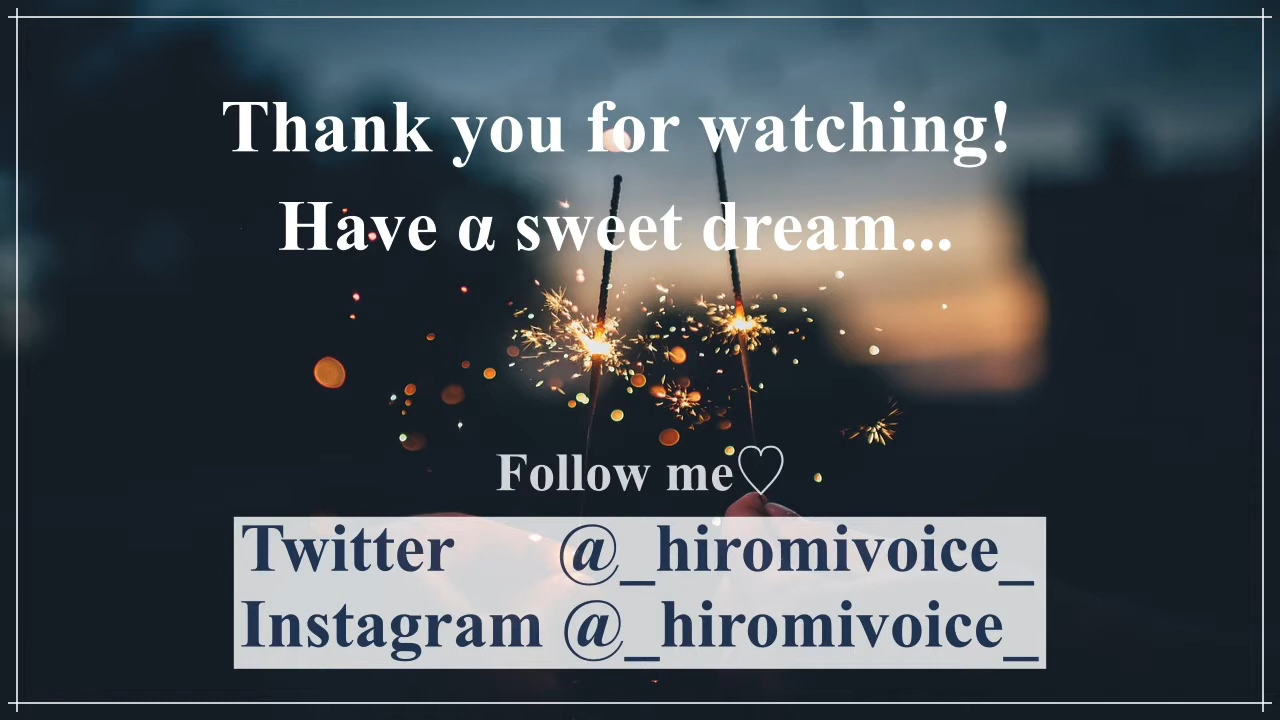 Thank you for watching!
Have α sweet dream...
Follow me♡
Twitter @_hiromivoice_
Instagram @_hiromivoice_